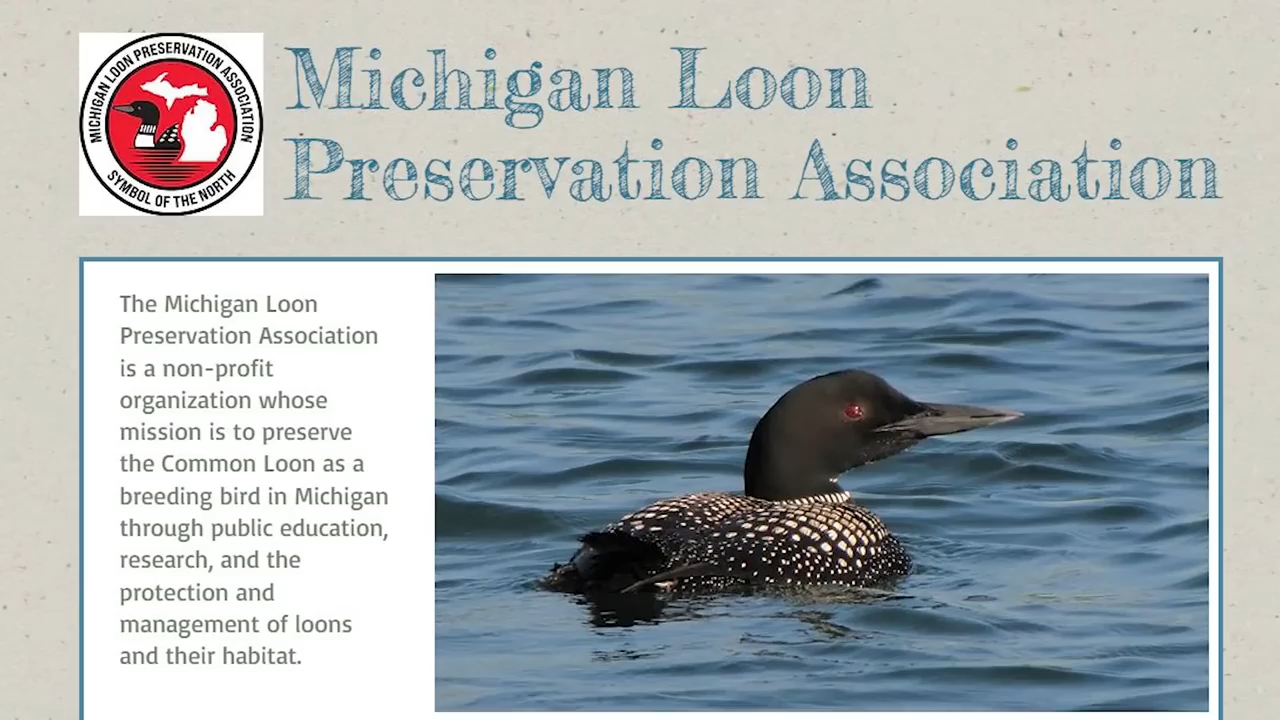 MICHIGAN LOON PRESERVATION ASSOCIATION
SYMBOL OF THE NORTH
Michigan Loon
Preservation Association
The Michigan Loon
Preservation Association
is a non-profit
organization whose
mission is to preserve
the Common Loon as a
breeding bird in Michigan
through public education,
research, and the
protection and
management of loons
and their habitat.